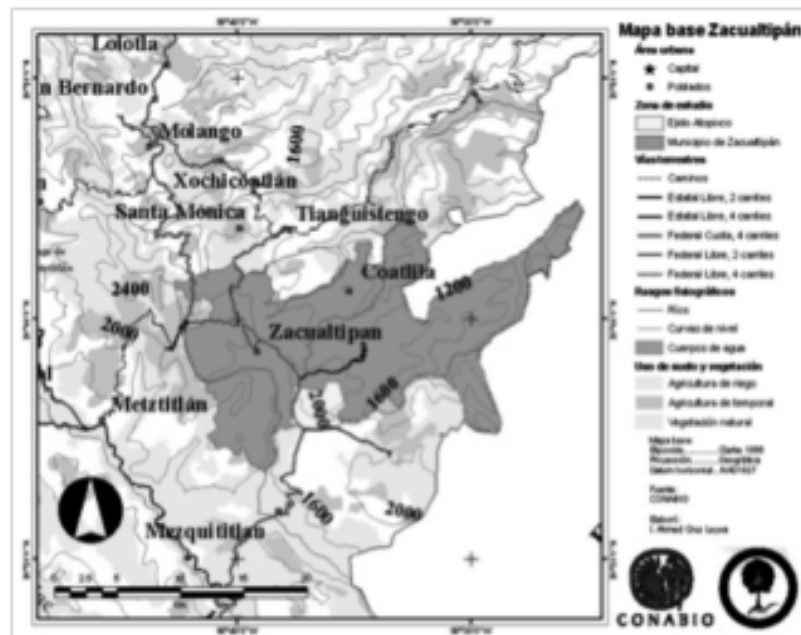 Mapa base Zacualtipán
Área urbana
Capital
Poblados
Zona de estudio
Ejido Atopixco
Municipio de Zacualtipán
Vías terrestres
Caminos
Estatal Libre, 2 carriles
Estatal Libre, 4 carriles
Federal Cuota, 4 carriles
Federal Libre, 2 carriles
Federal Libre, 4 carriles
Rasgos fisiográficos
Ríos
Curvas de nivel
Cuerpos de agua
Uso de suelo y vegetación
Agricultura de riego
Agricultura de temporal
Vegetación natural
Mapa base:
Fuente:
CONABIO
Elaboró:
CONABIO
Lolotla
n Bernardo
Molango
1600
Xochicoatlán
Santa Mónica
Tianguistengo
Coatlila
2400
1200
2000
Zacualtipan
Metztitlán
2000
1600
1600
2000
Mezquititlan